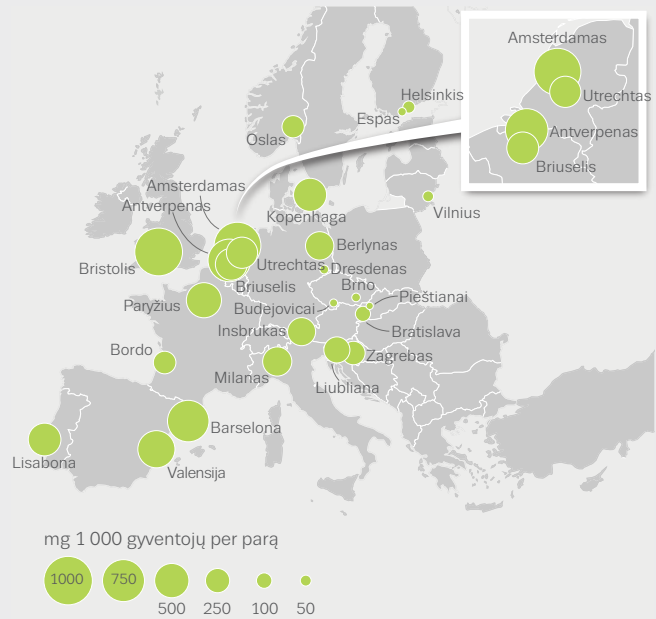 Amsterdamas
Utrechtas
Antverpenas
Briuselis
Helsinkis
Espas
Oslas
Amsterdamas
Antverpenas
Kopenhaga
Vilnius
Berlynas
Bristolis
Utrechtas
Dresdenas
Briuselis
Brno
Pieštianai
Paryžius
Budejovicai
Insbrukas
Bratislava
Bordo
Zagrebas
Milanas
Liubliana
Barselona
Lisabona
Valensija
mg 1 000 gyventojų per parą
1000
750
500
250
100
50